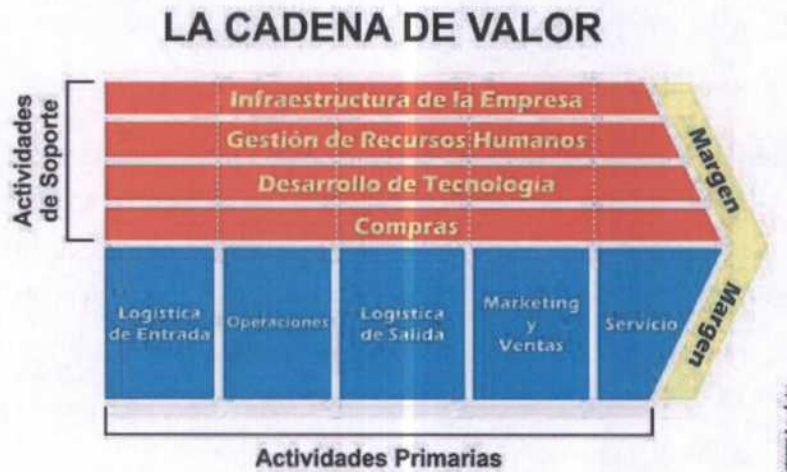 LA CADENA DE VALOR
Actividades
de Soporte
Infraestructura de la Empresa
Gestión de Recursos Humanos
Desarrollo de Tecnología
Compras
Margen
Logística
de Entrada
Operaciones
Logística
de Salida
Marketing
y
Ventas
Servicio
Margen
Actividades Primarias